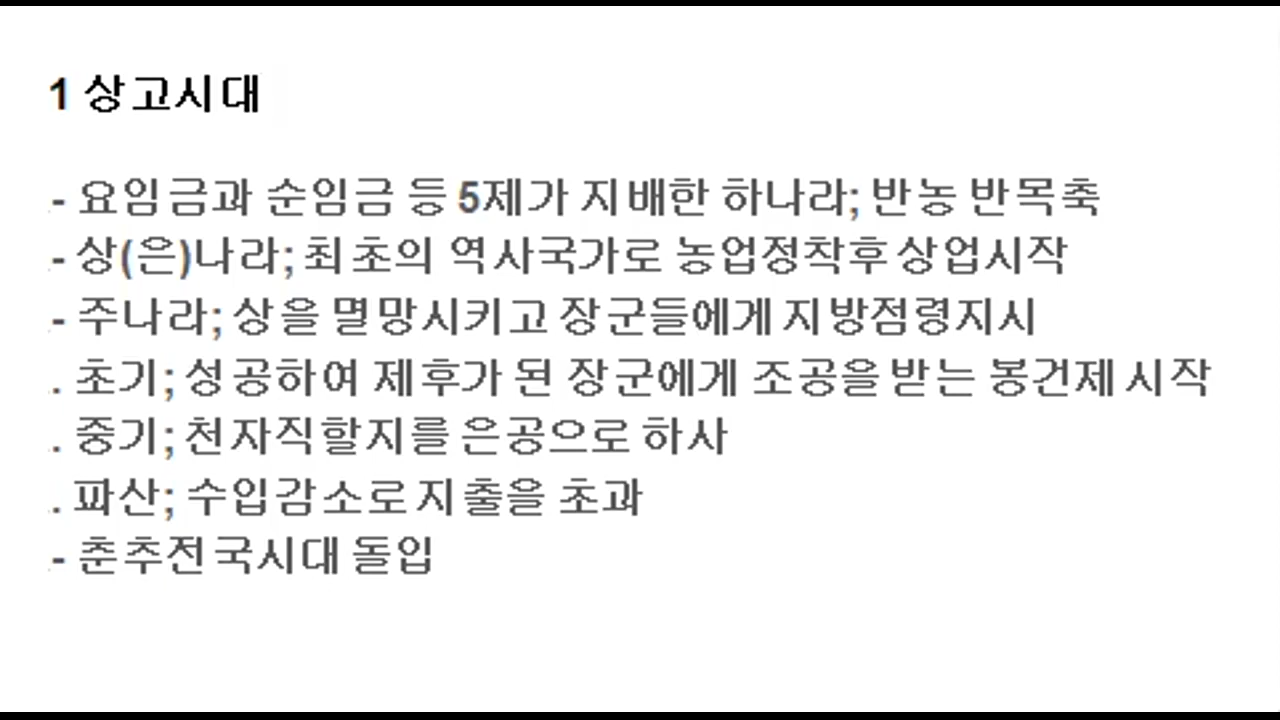 1 상고시대
- 요임금과 순임금 등 5제가 지배한 하나라; 반농 반목축
- 상(은)나라; 최초의 역사국가로 농업정착후 상업시작
- 주나라; 상을 멸망시키고 장군들에게 지방점령지시
. 초기; 성공하여 제후가 된 장군에게 조공을 받는 봉건제 시작
. 중기; 천자직할지를 은공으로 하사
. 파산; 수입감소로 지출을 초과
- 춘추전국시대 돌입